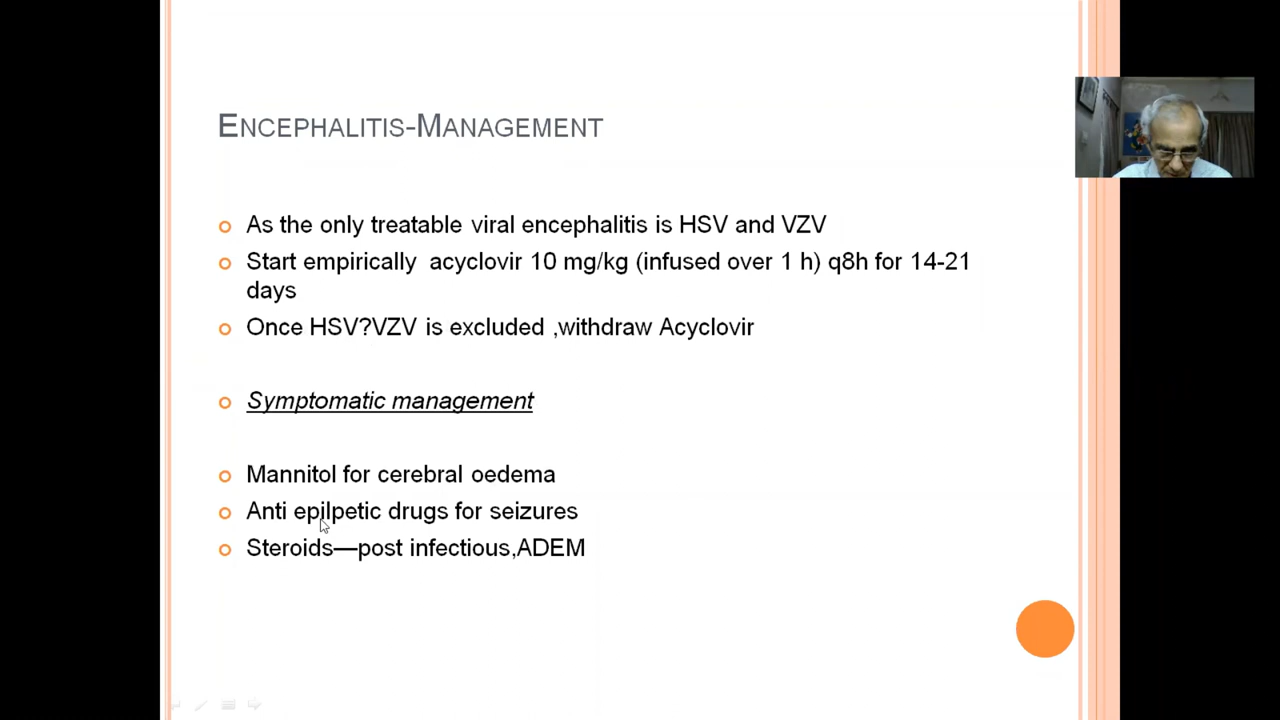 ENCEPHALITIS-MANAGEMENT
As the only treatable viral encephalitis is HSV and VZV
Start empirically acyclovir 10 mg/kg (infused over 1 h) q8h for 14-21
days
Once HSV?VZV is excluded ,withdraw Acyclovir
Symptomatic management
Mannitol for cerebral oedema
Anti epilpetic drugs for seizures
Steroids—post infectious,ADEM